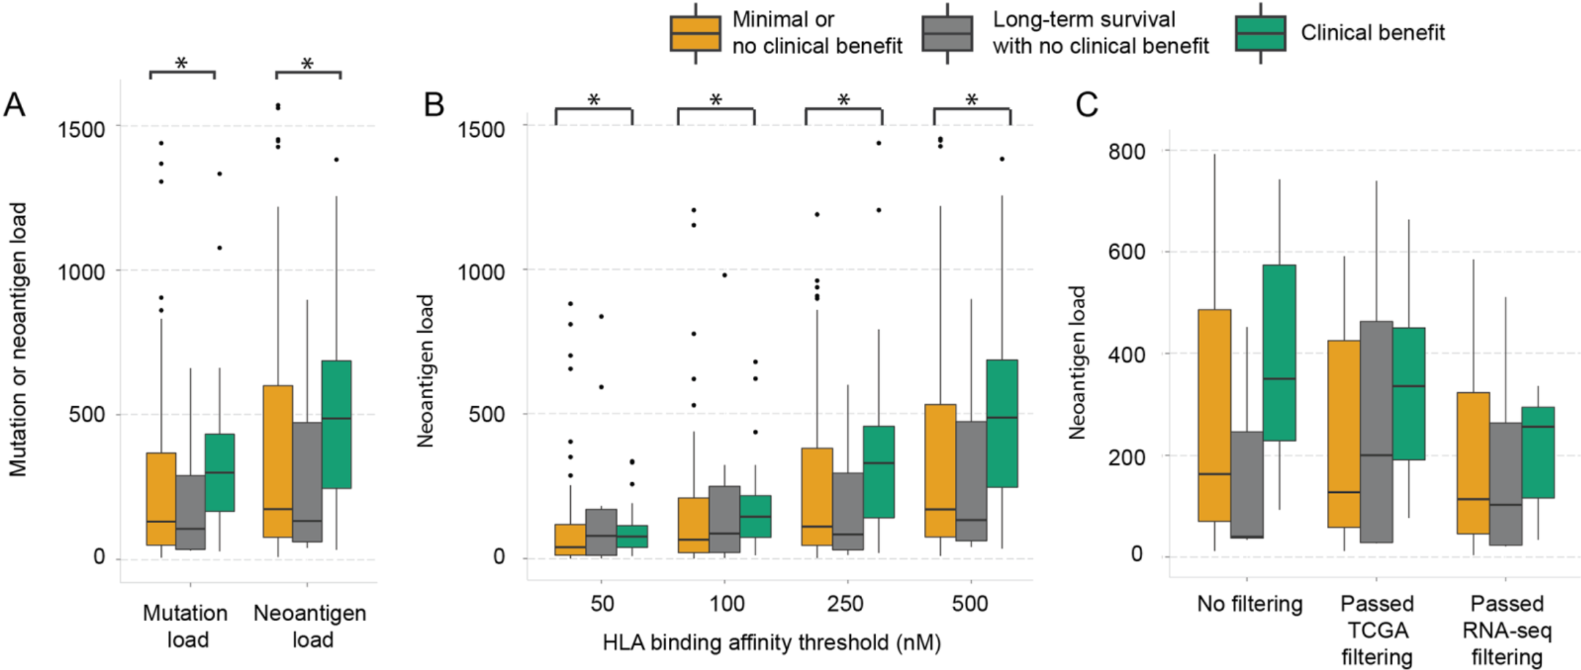 Minimal or
no clinical benefit
Long-term survival
with no clinical benefit
Clinical benefit
A
*
*
Mutation or neoantigen load
1500
1000
500
0
Mutation
load
Neoantigen
load
B
*
*
*
*
Neoantigen load
1500
1000
500
0
50
100
250
500
HLA binding affinity threshold (nM)
C
Neoantigen load
800
600
400
200
0
No filtering
Passed
TCGA
filtering
Passed
RNA-seq
filtering